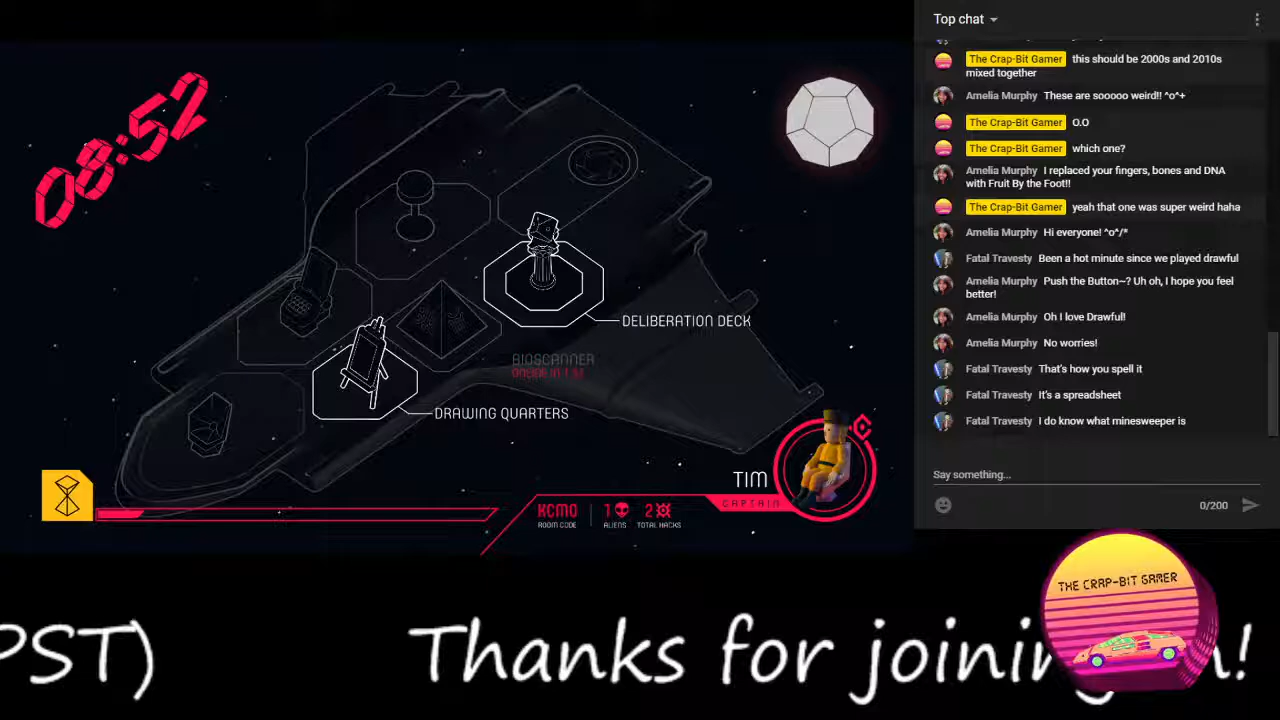 08:52
DELIBERATION DECK
BIOSCANNER
DRAWING QUARTERS
TIM
CAPTAIN
KCMO
ROOM CODE
1
ALIENS
2
TOTAL HACKS
Top chat
The Crap-Bit Gamer this should be 2000s and 2010s
mixed together
Amelia Murphy These are sooooo weird!! ^o^+
The Crap-Bit Gamer O.O
The Crap-Bit Gamer which one?
Amelia Murphy I replaced your fingers, bones and DNA
with Fruit By the Foot!!
The Crap-Bit Gamer yeah that one was super weird haha
Amelia Murphy Hi everyone! ^o^/*
Fatal Travesty Been a hot minute since we played drawful
Amelia Murphy Push the Button~? Uh oh, I hope you feel
better!
Amelia Murphy Oh I love Drawful!
Amelia Murphy No worries!
Fatal Travesty That's how you spell it
Fatal Travesty It's a spreadsheet
Fatal Travesty I do know what minesweeper is
Say something...
0/200
THE CRAP-BIT GAMER
PST) Thanks for joinin !